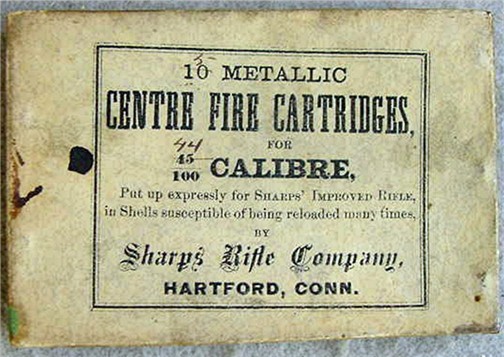 10 METALLIC
5
CENTRE FIRE CARTRIDGES,
FOR
44
45/100 CALIBRE,
Put up expressly for SHARPS' IMPROVED RIFLE,
in Shells susceptible of being reloaded many times,
BY
Sharps Rifle Company,
HARTFORD, CONN.